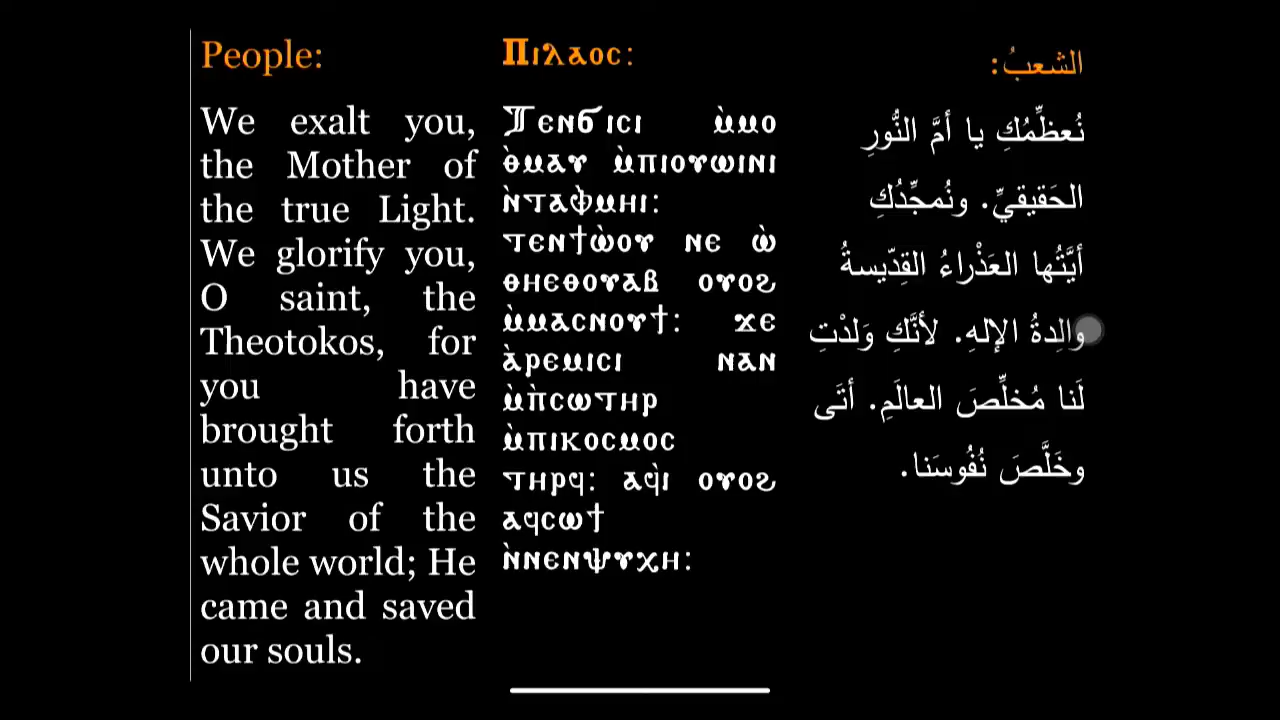 People:
We exalt you,
the Mother of
the true Light.
We glorify you,
O saint, the
Theotokos, for
you have
brought forth
unto us the
Savior of the
whole world; He
came and saved
our souls.
Ⲡⲓⲗⲁⲟⲥ:
Ⲧⲉⲛϭⲓⲥⲓ ⲙ̀ⲙⲟ
ⲑ̀ⲙⲁⲩ ⲙ̀ⲡⲓⲟⲩⲱⲓⲛⲓ
ⲛ̀ⲧⲁⲫ̀ⲙⲏⲓ:
ⲧⲉⲛϯⲱ̀ⲟⲩ ⲛⲉ ⲱ̀
ⲑⲏⲉⲑⲟⲩⲁⲃ ⲟⲩⲟϩ
ⲙ̀ⲙⲁⲥⲛⲟⲩϯ: ϫⲉ
ⲁ̀ⲣⲉⲙⲓⲥⲓ ⲛⲁⲛ
ⲙ̀ⲡ̀ⲥⲱⲧⲏⲣ
ⲙ̀ⲡⲓⲕⲟⲥⲙⲟⲥ
ⲧⲏⲣϥ: ⲁϥⲓ̀ ⲟⲩⲟϩ
ⲁϥⲥⲱϯ
ⲛ̀ⲛⲉⲛⲯⲩⲭⲏ:
الشعبُ:
نُعظِّمُكِ يا أمَّ النُّورِ
الحَقيقيِّ. ونُمجِّدُكِ
أيَّتُها العَذْراءُ القِدّيسةُ
والِدةُ الإلهِ. لأنَّكِ وَلدْتِ
لَنا مُخلِّصَ العالَمِ. أتَى
وخَلَّصَ نُفُوسَنا.